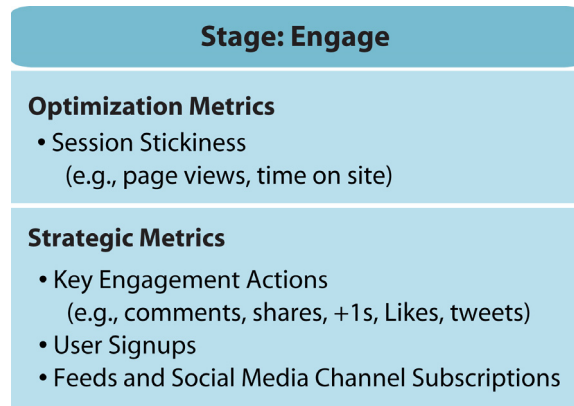 Stage: Engage
Optimization Metrics
• Session Stickiness
(e.g., page views, time on site)
Strategic Metrics
• Key Engagement Actions
(e.g., comments, shares, +1s, Likes, tweets)
• User Signups
• Feeds and Social Media Channel Subscriptions